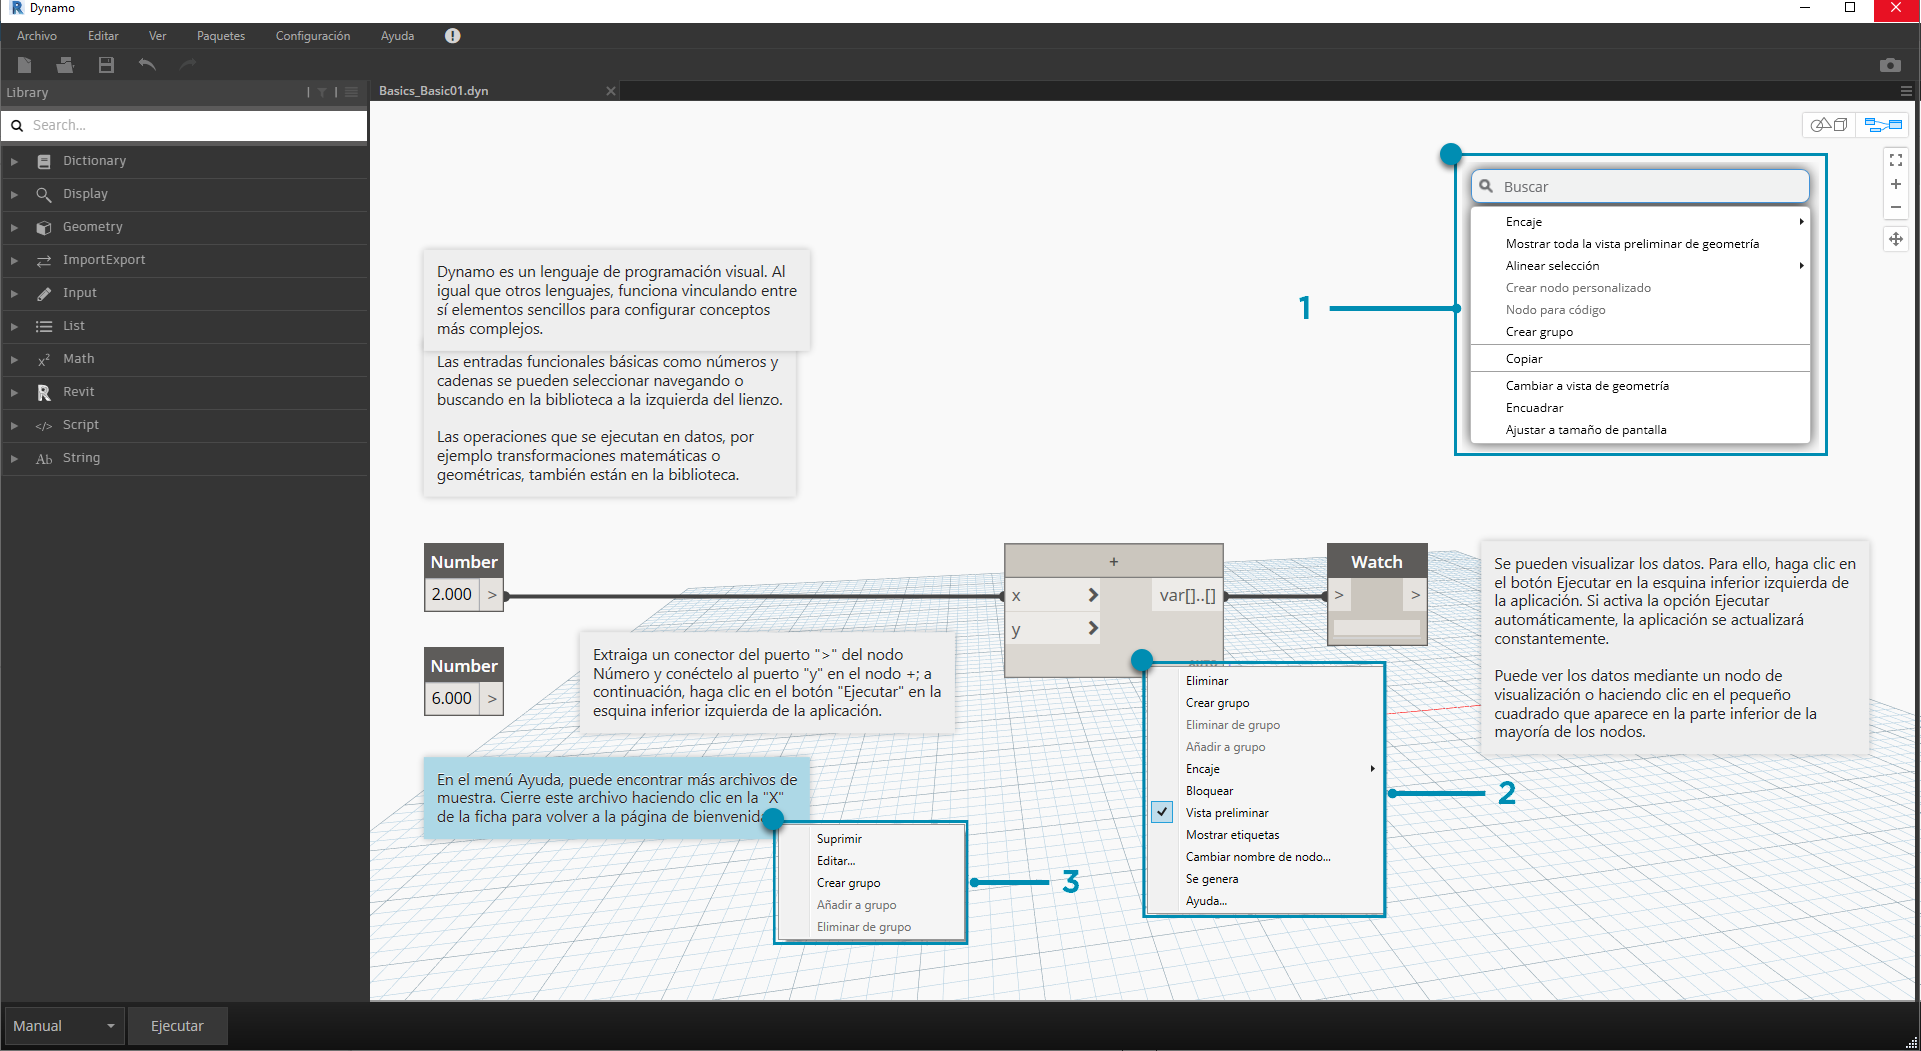 Dynamo
Archivo Editar Ver Paquetes Configuración Ayuda
Library
Basics_Basic01.dyn
Search...
Dictionary
Display
Geometry
ImportExport
Input
List
Math
Revit
Script
String
Dynamo es un lenguaje de programación visual. Al
igual que otros lenguajes, funciona vinculando entre
sí elementos sencillos para configurar conceptos
más complejos.
Las entradas funcionales básicas como números y
cadenas se pueden seleccionar navegando o
buscando en la biblioteca a la izquierda del lienzo.
Las operaciones que se ejecutan en datos, por
ejemplo transformaciones matemáticas o
geométricas, también están en la biblioteca.
1
Buscar
Encaje
Mostrar toda la vista preliminar de geometría
Alinear selección
Crear nodo personalizado
Nodo para código
Crear grupo
Copiar
Cambiar a vista de geometría
Encuadrar
Ajustar a tamaño de pantalla
Number
2.000 >
Number
6.000 >
+
x
y
var[]..[]
AUTO
Watch
> >
Se pueden visualizar los datos. Para ello, haga clic en
el botón Ejecutar en la esquina inferior izquierda de
la aplicación. Si activa la opción Ejecutar
automáticamente, la aplicación se actualizará
constantemente.
Puede ver los datos mediante un nodo de
visualización o haciendo clic en el pequeño
cuadrado que aparece en la parte inferior de la
mayoría de los nodos.
Extraiga un conector del puerto ">" del nodo
Número y conéctelo al puerto "y" en el nodo +; a
continuación, haga clic en el botón "Ejecutar" en la
esquina inferior izquierda de la aplicación.
En el menú Ayuda, puede encontrar más archivos de
muestra. Cierre este archivo haciendo clic en la "X"
de la ficha para volver a la página de bienvenid
Eliminar
Crear grupo
Eliminar de grupo
Añadir a grupo
Encaje
Bloquear
Vista preliminar
Mostrar etiquetas
Cambiar nombre de nodo...
Se genera
Ayuda...
2
Suprimir
Editar...
Crear grupo
Añadir a grupo
Eliminar de grupo
3
Manual
Ejecutar